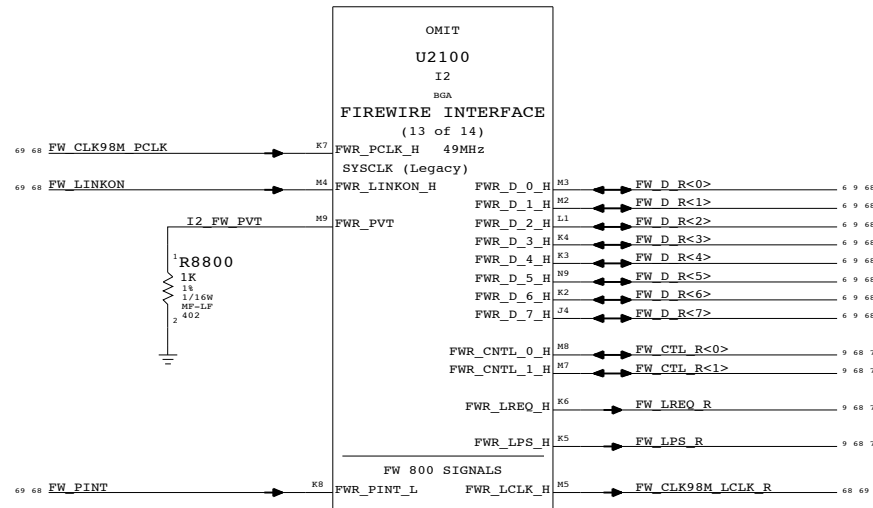 OMIT
U2100
I2
BGA
FIREWIRE INTERFACE
(13 of 14)
69 68 FW_CLK98M_PCLK K7 FWR_PCLK_H 49MHz
SYSCLK (Legacy)
69 68 FW_LINKON M4 FWR_LINKON_H FWR_D_0_H M3 FW_D_R<0> 6 9 68
FWR_D_1_H M2 FW_D_R<1> 6 9 68
I2_FW_PVT M9 FWR_PVT FWR_D_2_H L1 FW_D_R<2> 6 9 68
FWR_D_3_H K4 FW_D_R<3> 6 9 68
1 R8800 FWR_D_4_H K3 FW_D_R<4> 6 9 68
1K FWR_D_5_H N9 FW_D_R<5> 6 9 68
1%
1/16W FWR_D_6_H K2 FW_D_R<6> 6 9 68
MF-LF
402 FWR_D_7_H J4 FW_D_R<7> 6 9 68
2
FWR_CNTL_0_H M8 FW_CTL_R<0> 9 68 7
FWR_CNTL_1_H M7 FW_CTL_R<1> 9 68 7
FWR_LREQ_H K6 FW_LREQ_R 9 68 7
FWR_LPS_H K5 FW_LPS_R 9 68 7
FW 800 SIGNALS
69 68 FW_PINT K8 FWR_PINT_L FWR_LCLK_H M5 FW_CLK98M_LCLK_R 68 69